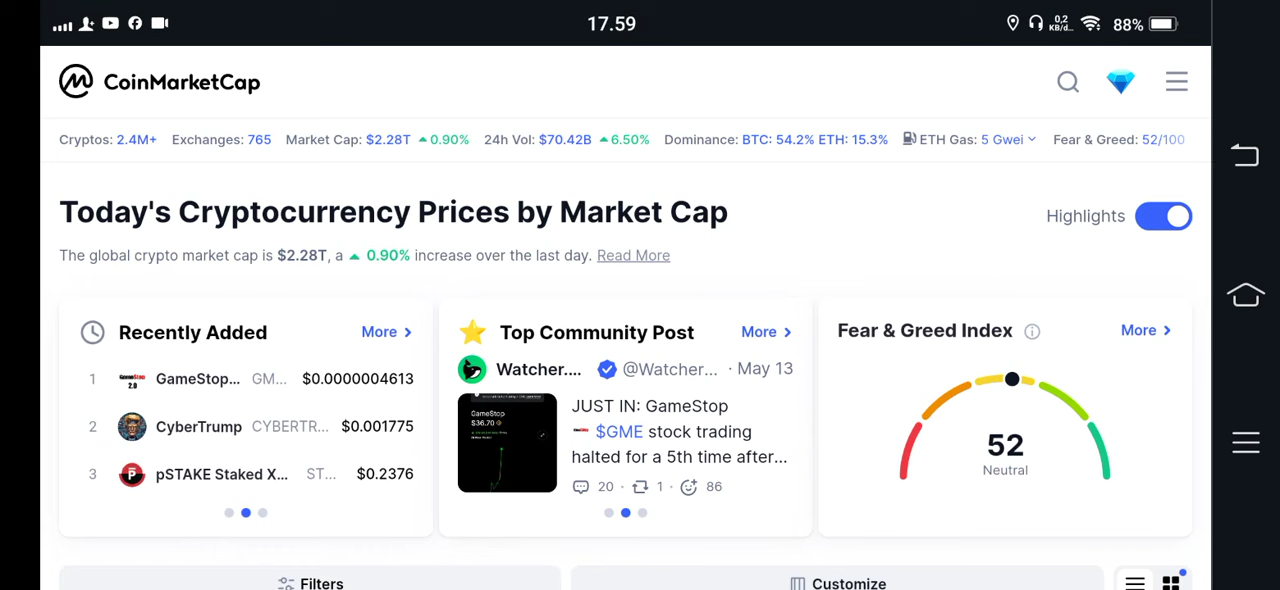 17.59
0,2
KB/d...
88%
CoinMarketCap
Cryptos: 2.4M+ Exchanges: 765 Market Cap: $2.28T 0.90% 24h Vol: $70.42B 6.50% Dominance: BTC: 54.2% ETH: 15.3% ETH Gas: 5 Gwei Fear & Greed: 52/100
Today's Cryptocurrency Prices by Market Cap
Highlights
The global crypto market cap is $2.28T, a 0.90% increase over the last day. Read More
Recently Added
More
1 GameStop... GM... $0.0000004613
2 CyberTrump CYBERTR... $0.001775
3 pSTAKE Staked X... ST... $0.2376
Top Community Post
More
Watcher.... @Watcher... · May 13
GameStop
$36.70
JUST IN: GameStop
$GME stock trading
halted for a 5th time after...
20 · 1 · 86
Fear & Greed Index
More
52
Neutral
Filters
Customize